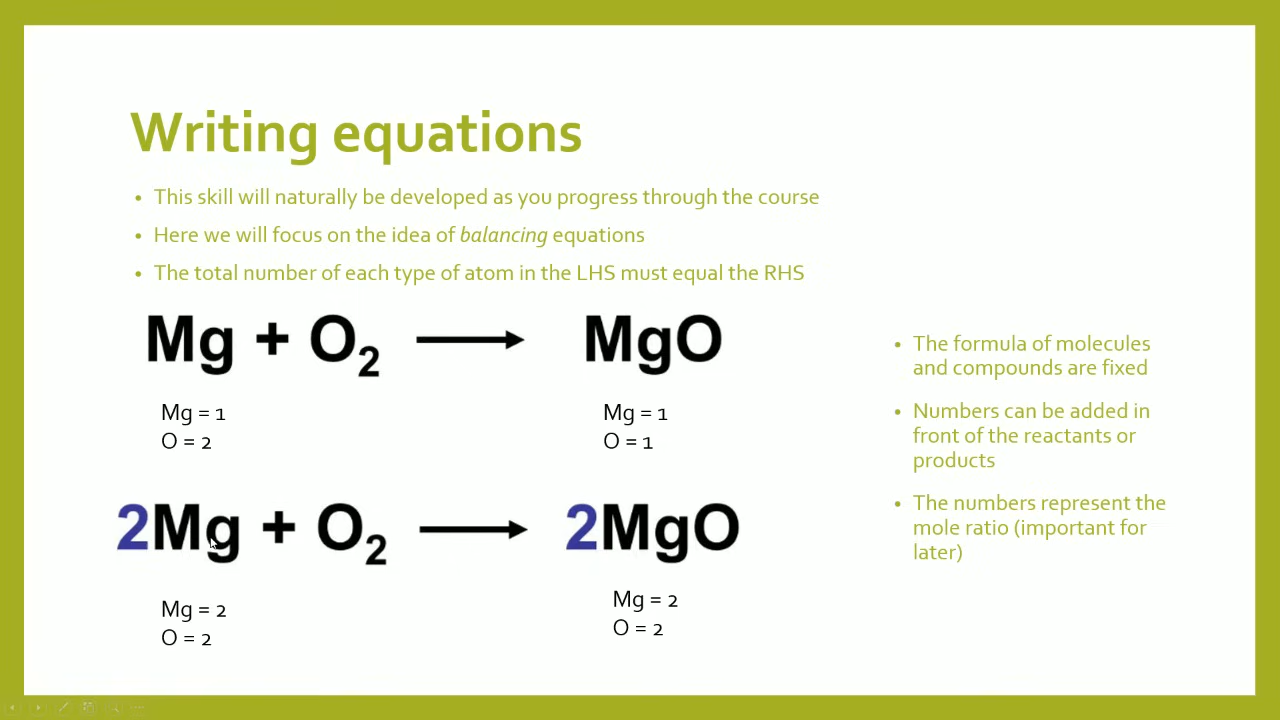 Writing equations
• This skill will naturally be developed as you progress through the course
• Here we will focus on the idea of balancing equations
• The total number of each type of atom in the LHS must equal the RHS
Mg + O₂ ⟶ MgO
Mg = 1
O = 2
Mg = 1
O = 1
2Mg + O₂ ⟶ 2MgO
Mg = 2
O = 2
Mg = 2
O = 2
• The formula of molecules
and compounds are fixed
• Numbers can be added in
front of the reactants or
products
• The numbers represent the
mole ratio (important for
later)